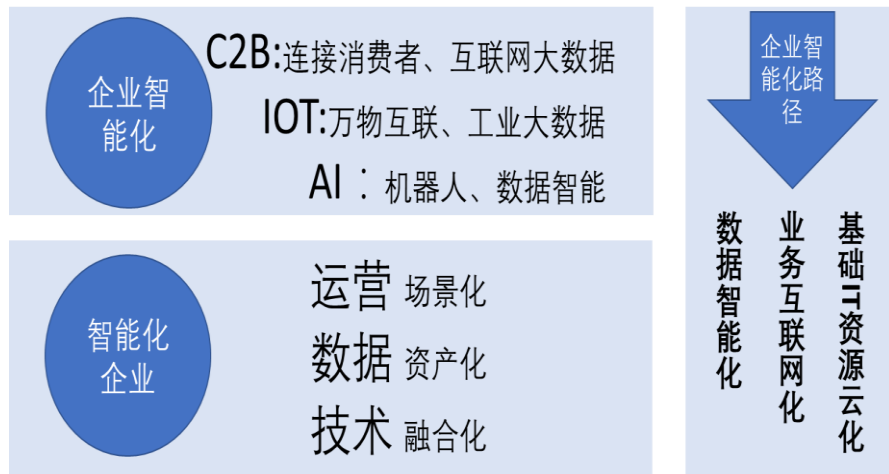 企业智
能化
C2B:连接消费者、互联网大数据
IOT:万物互联、工业大数据
AI：机器人、数据智能
智能化
企业
运营 场景化
数据 资产化
技术 融合化
企业智
能化路
径
基础IT资源云化
业务互联网化
数据智能化